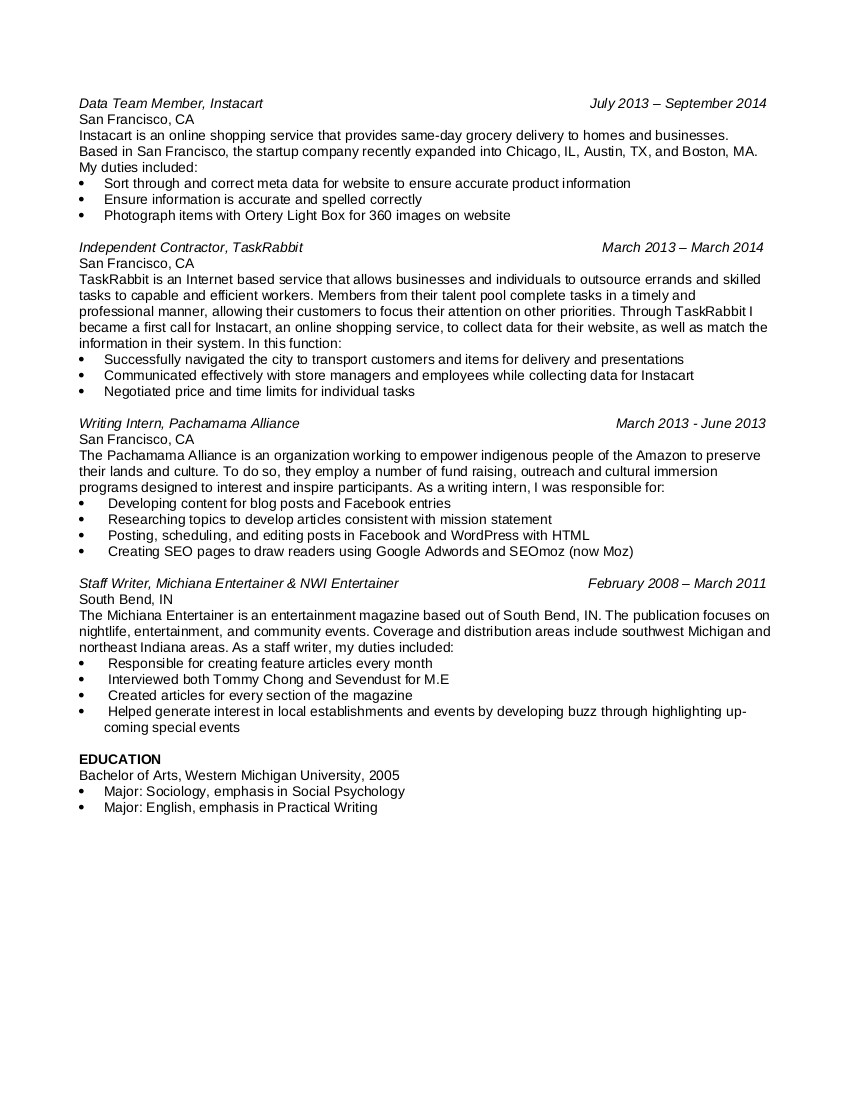 Data Team Member, Instacart July 2013 – September 2014
San Francisco, CA
Instacart is an online shopping service that provides same-day grocery delivery to homes and businesses.
Based in San Francisco, the startup company recently expanded into Chicago, IL, Austin, TX, and Boston, MA.
My duties included:
• Sort through and correct meta data for website to ensure accurate product information
• Ensure information is accurate and spelled correctly
• Photograph items with Ortery Light Box for 360 images on website
Independent Contractor, TaskRabbit March 2013 – March 2014
San Francisco, CA
TaskRabbit is an Internet based service that allows businesses and individuals to outsource errands and skilled
tasks to capable and efficient workers. Members from their talent pool complete tasks in a timely and
professional manner, allowing their customers to focus their attention on other priorities. Through TaskRabbit I
became a first call for Instacart, an online shopping service, to collect data for their website, as well as match the
information in their system. In this function:
• Successfully navigated the city to transport customers and items for delivery and presentations
• Communicated effectively with store managers and employees while collecting data for Instacart
• Negotiated price and time limits for individual tasks
Writing Intern, Pachamama Alliance March 2013 - June 2013
San Francisco, CA
The Pachamama Alliance is an organization working to empower indigenous people of the Amazon to preserve
their lands and culture. To do so, they employ a number of fund raising, outreach and cultural immersion
programs designed to interest and inspire participants. As a writing intern, I was responsible for:
• Developing content for blog posts and Facebook entries
• Researching topics to develop articles consistent with mission statement
• Posting, scheduling, and editing posts in Facebook and WordPress with HTML
• Creating SEO pages to draw readers using Google Adwords and SEOmoz (now Moz)
Staff Writer, Michiana Entertainer & NWI Entertainer February 2008 – March 2011
South Bend, IN
The Michiana Entertainer is an entertainment magazine based out of South Bend, IN. The publication focuses on
nightlife, entertainment, and community events. Coverage and distribution areas include southwest Michigan and
northeast Indiana areas. As a staff writer, my duties included:
• Responsible for creating feature articles every month
• Interviewed both Tommy Chong and Sevendust for M.E
• Created articles for every section of the magazine
• Helped generate interest in local establishments and events by developing buzz through highlighting up-
coming special events
EDUCATION
Bachelor of Arts, Western Michigan University, 2005
• Major: Sociology, emphasis in Social Psychology
• Major: English, emphasis in Practical Writing